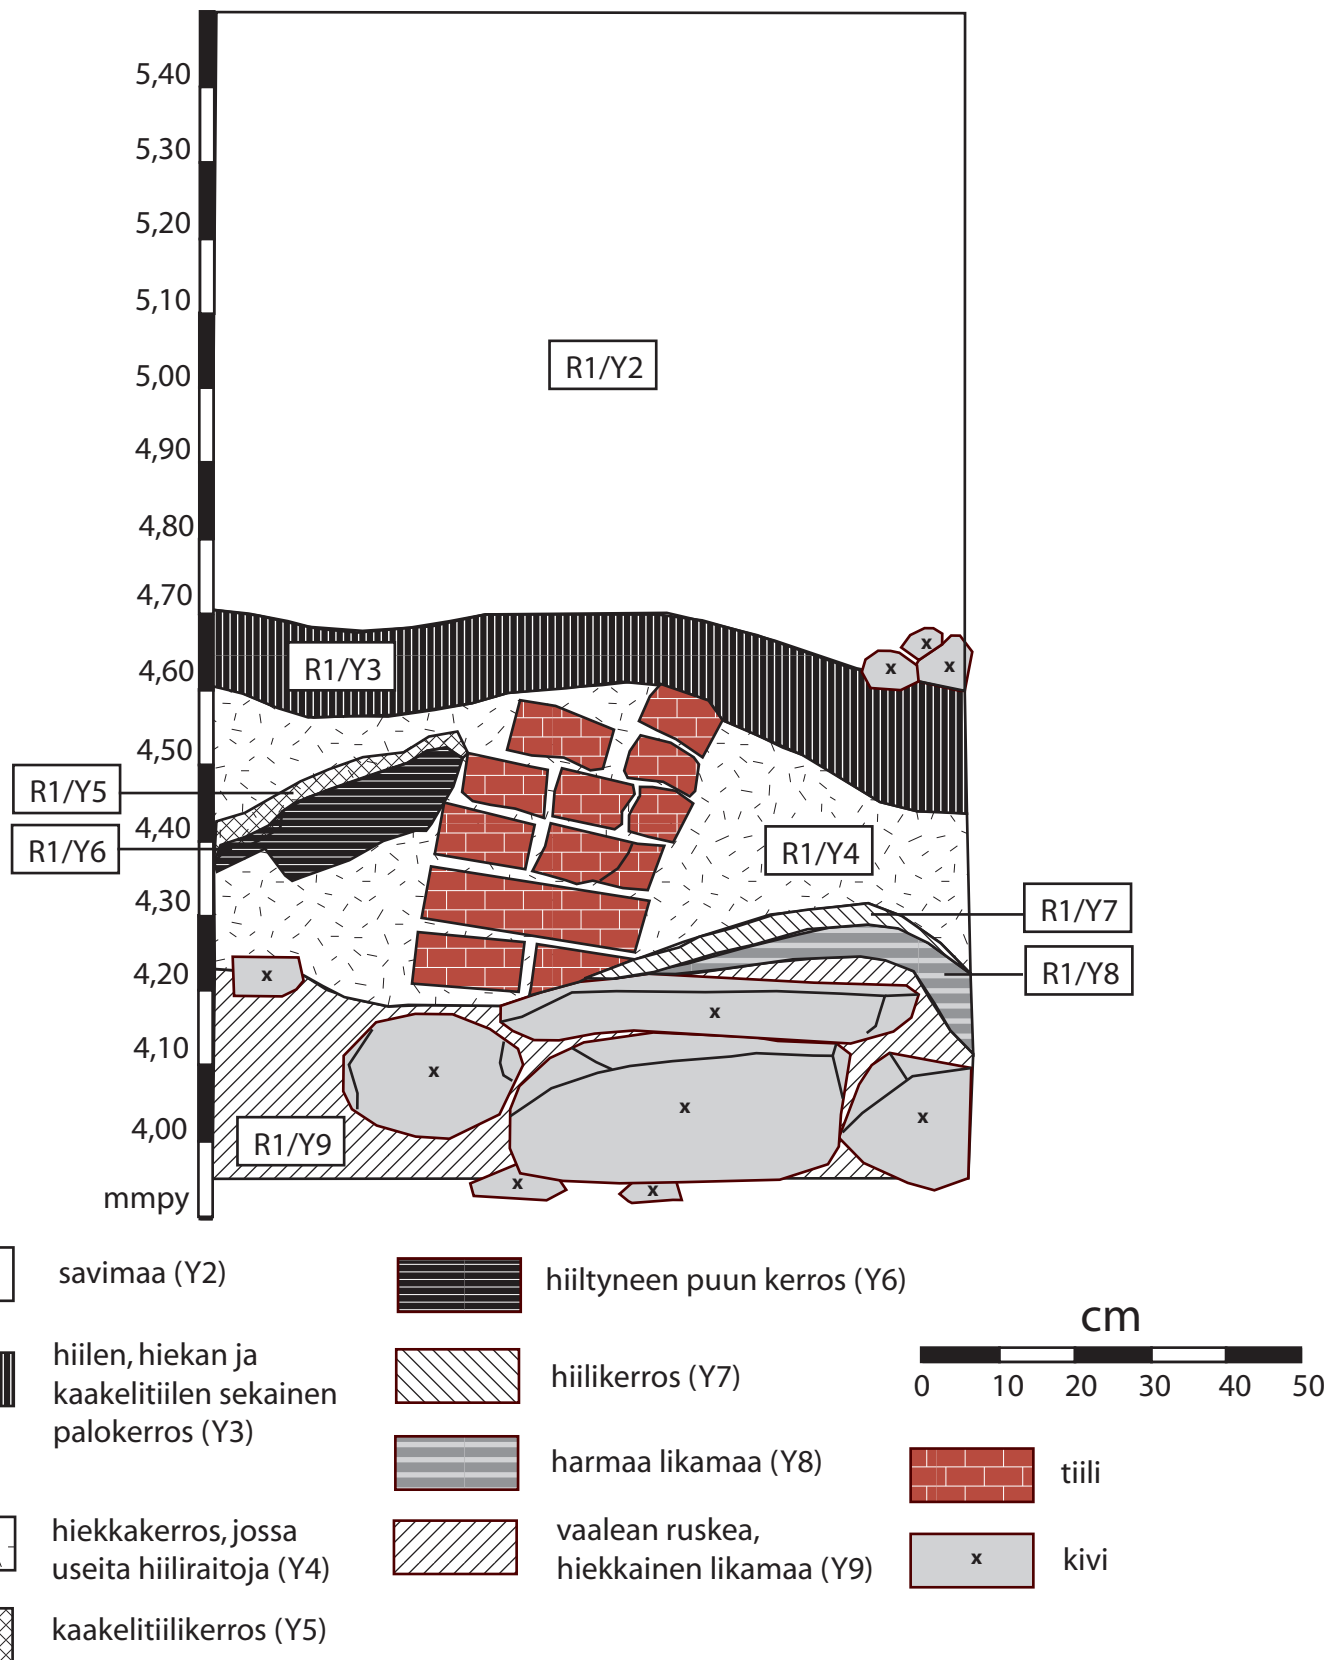 5,40
5,30
5,20
5,10
5,00
4,90
4,80
4,70
4,60
4,50
4,40
4,30
4,20
4,10
4,00
mmpy
R1/Y2
R1/Y3
x
x
x
R1/Y5
R1/Y6
R1/Y4
R1/Y7
R1/Y8
x
x
x
x
x
R1/Y9
x
x
savimaa (Y2)
hiilen, hiekan ja
kaakelitiilen sekainen
palokerros (Y3)
hiekkakerros, jossa
useita hiiliraitoja (Y4)
kaakelitiilikerros (Y5)
hiiltyneen puun kerros (Y6)
hiilikerros (Y7)
harmaa likamaa (Y8)
vaalean ruskea,
hiekkainen likamaa (Y9)
cm
0 10 20 30 40 50
tiili
x
kivi